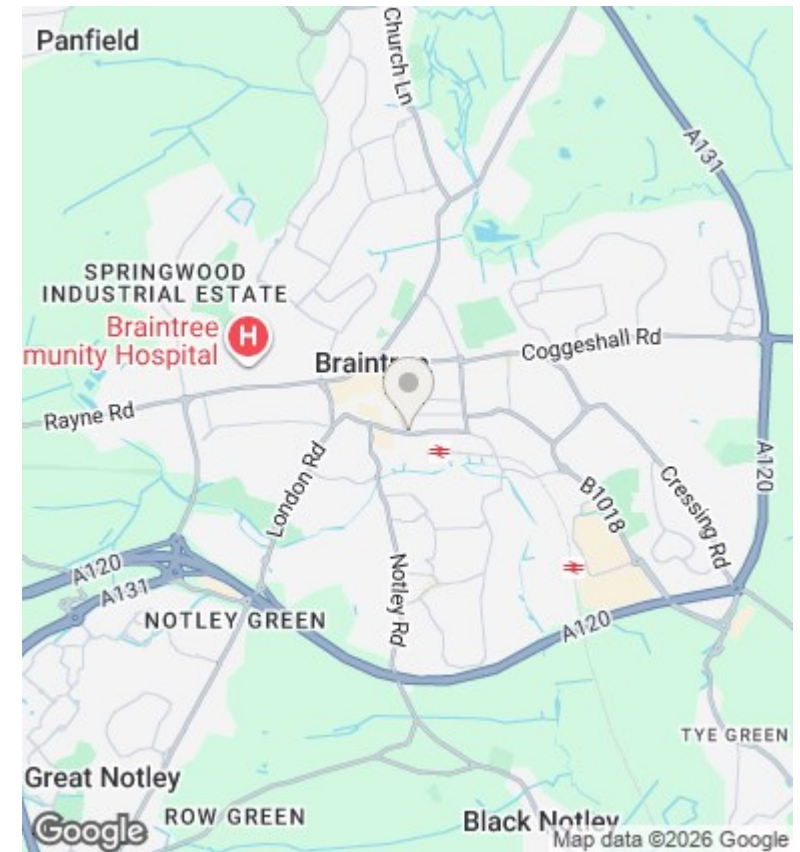 Panfield
Church Ln
A131
SPRINGWOOD
INDUSTRIAL ESTATE
Braintree
munity Hospital
H
Braintree
Coggeshall Rd
Rayne Rd
London Rd
A120
B1018
Cressing Rd
Notley Rd
A120
A131
NOTLEY GREEN
A120
TYE GREEN
Great Notley
ROW GREEN
Black Notley
Google
Map data ©2026 Google